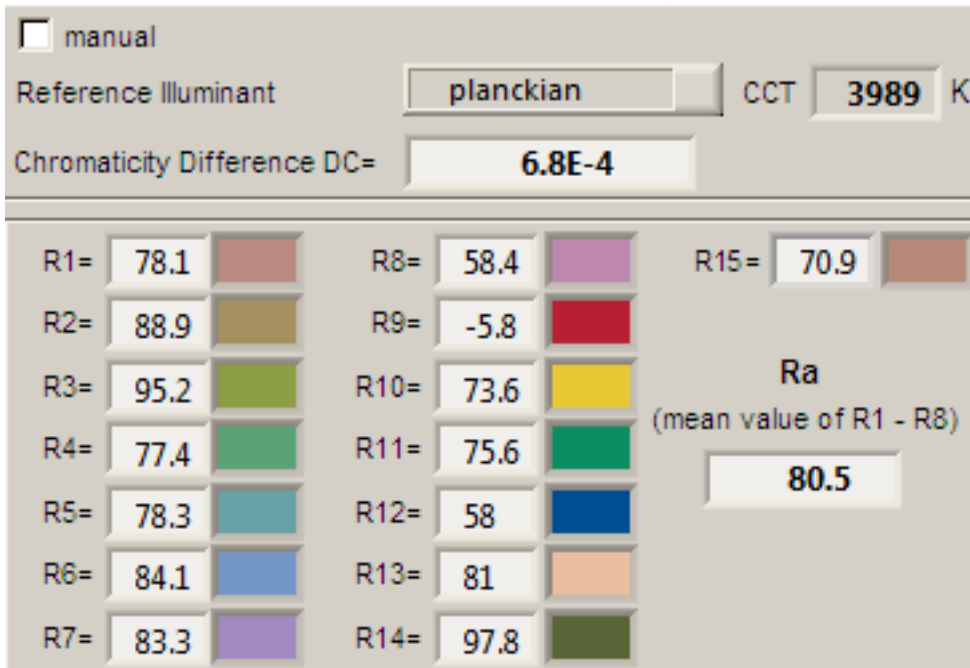 manual
Reference Illuminant planckian CCT 3989 K
Chromaticity Difference DC= 6.8E-4
R1= 78.1 R8= 58.4 R15= 70.9
R2= 88.9 R9= -5.8
R3= 95.2 R10= 73.6 Ra
(mean value of R1 - R8)
R4= 77.4 R11= 75.6
80.5
R5= 78.3 R12= 58
R6= 84.1 R13= 81
R7= 83.3 R14= 97.8